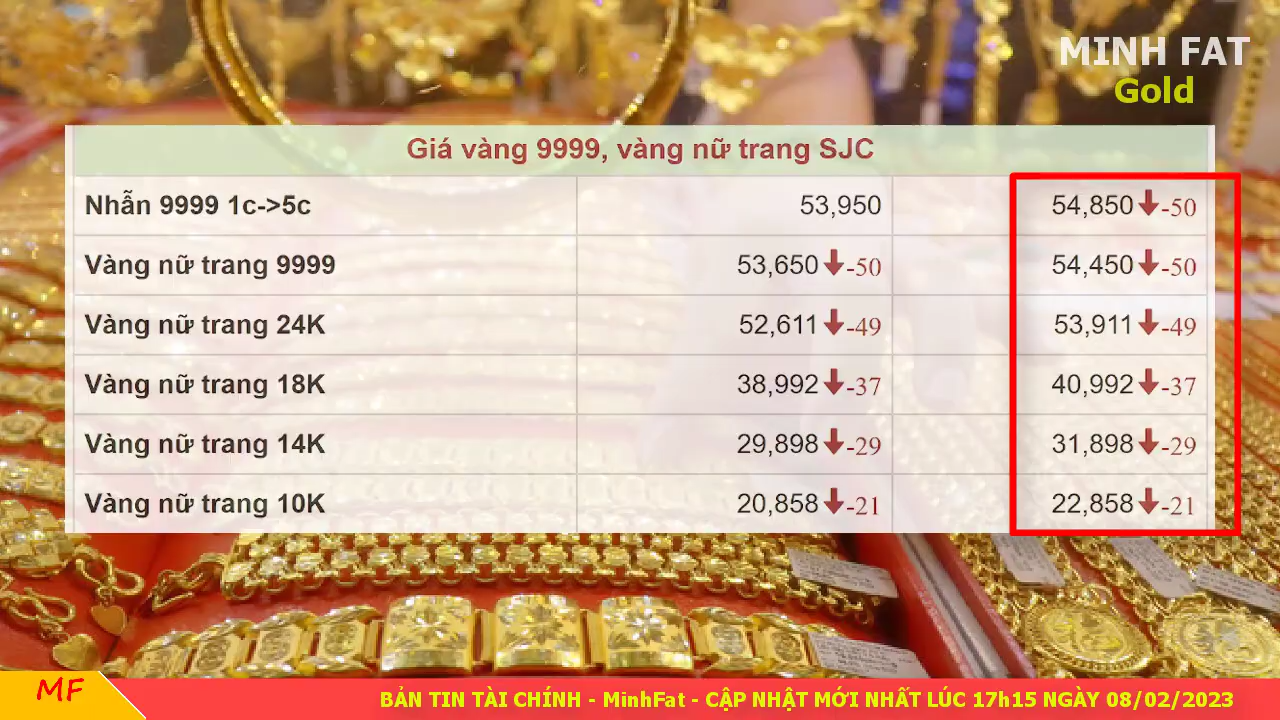 MINH FAT
Gold
Giá vàng 9999, vàng nữ trang SJC
Nhẫn 9999 1c->5c 53,950 54,850 -50
Vàng nữ trang 9999 53,650 -50 54,450 -50
Vàng nữ trang 24K 52,611 -49 53,911 -49
Vàng nữ trang 18K 38,992 -37 40,992 -37
Vàng nữ trang 14K 29,898 -29 31,898 -29
Vàng nữ trang 10K 20,858 -21 22,858 -21
MF
BẢN TIN TÀI CHÍNH - MinhFat - CẬP NHẬT MỚI NHẤT LÚC 17h15 NGÀY 08/02/2023